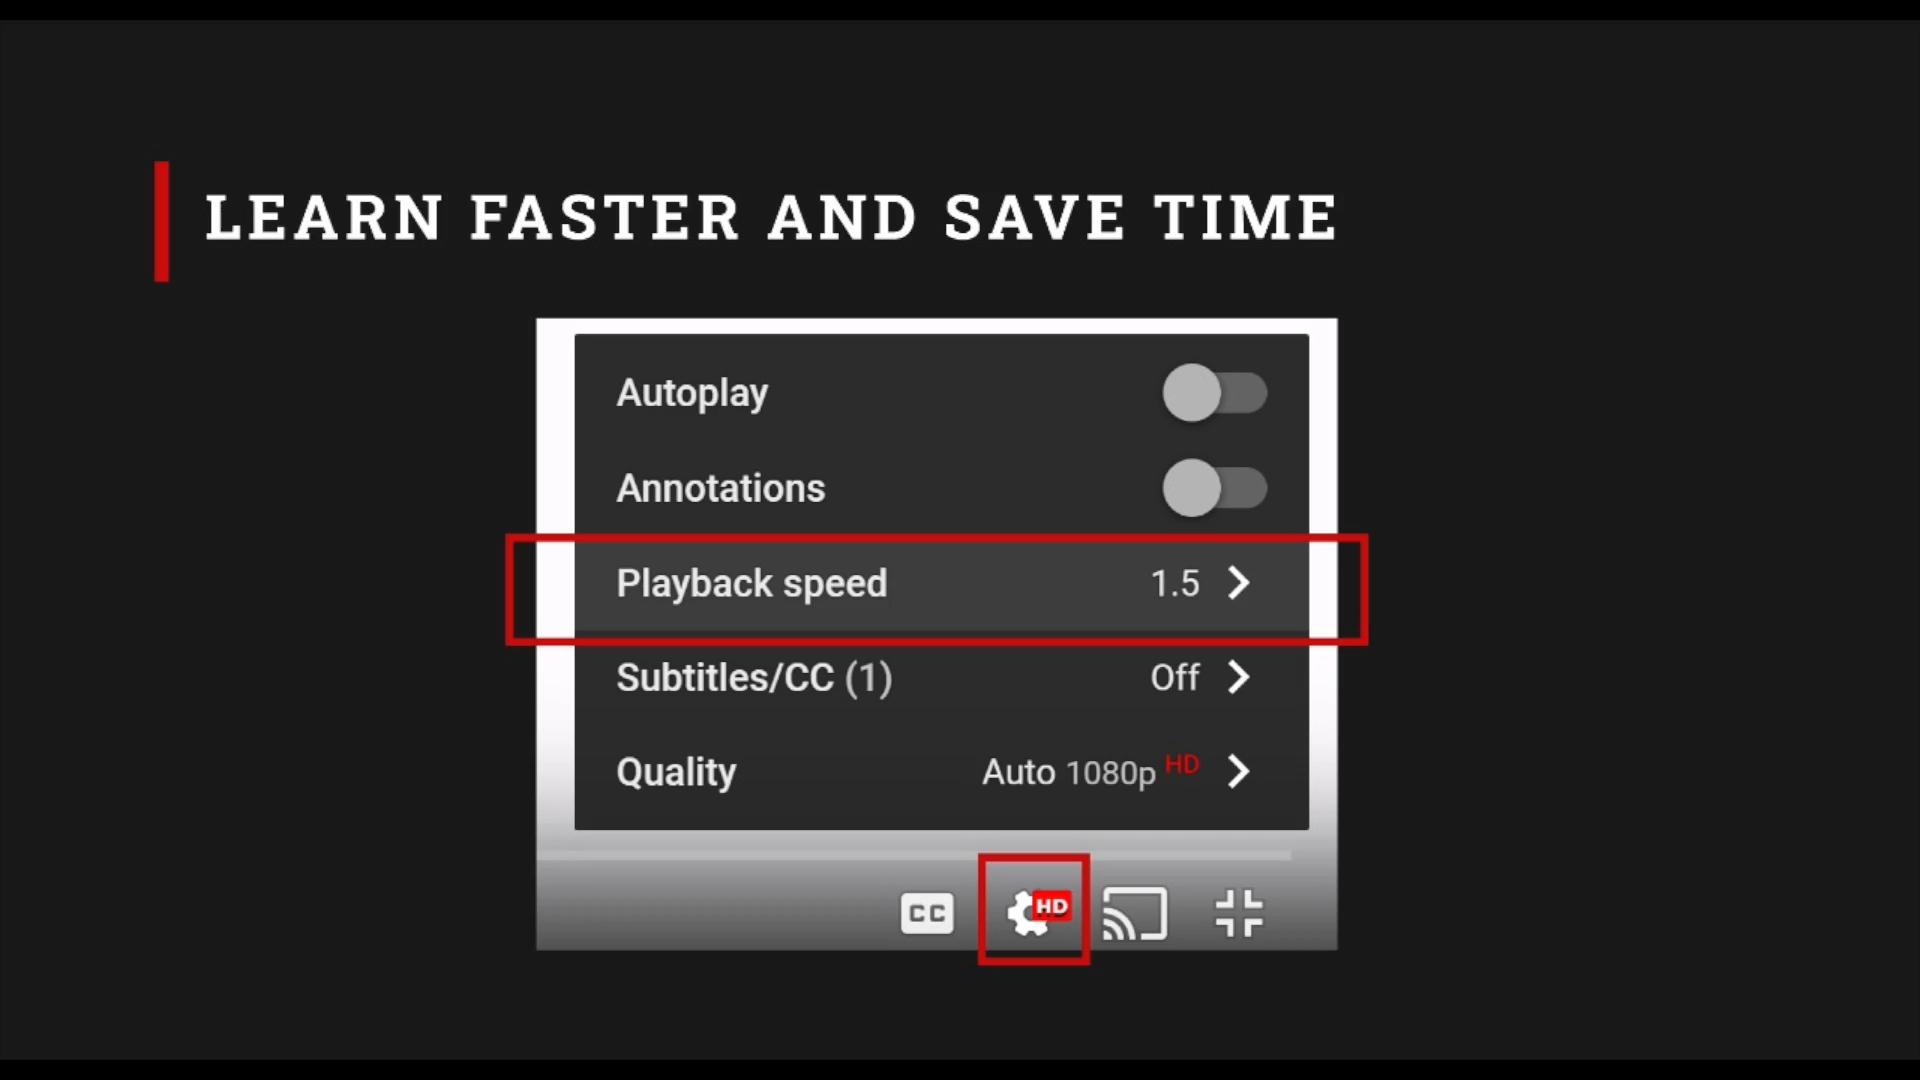 LEARN FASTER AND SAVE TIME
Autoplay
Annotations
Playback speed 1.5
Subtitles/CC (1) Off
Quality Auto 1080p HD
CC HD